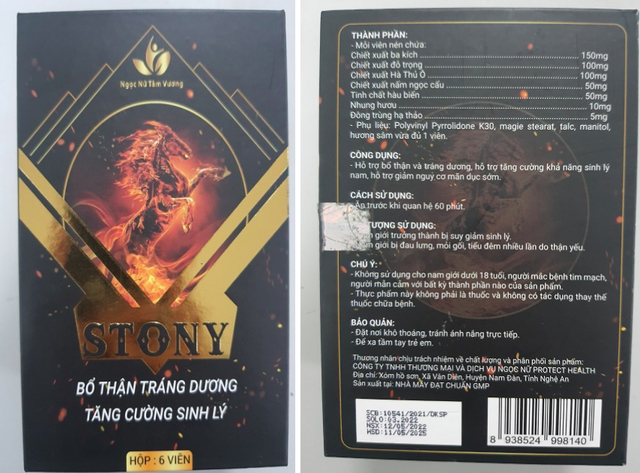 Ngọc Nữ Tâm Vương
STONY
BỔ THẬN TRÁNG DƯƠNG
TĂNG CƯỜNG SINH LÝ
HỘP : 6 VIÊN
THÀNH PHẦN:
- Mỗi viên nén chứa:
Chiết xuất ba kích 150mg
Chiết xuất đỗ trọng 100mg
Chiết xuất Hà Thủ Ô 100mg
Chiết xuất nấm ngọc cẩu 50mg
Tinh chất hàu biển 50mg
Nhung hươu 10mg
Đông trùng hạ thảo 5mg
- Phụ liệu: Polyvinyl Pyrrolidone K30, magie stearat, talc, manitol,
hương sâm vừa đủ 1 viên.
CÔNG DỤNG:
- Hỗ trợ bổ thận và tráng dương, hỗ trợ tăng cường khả năng sinh lý
nam, hỗ trợ giảm nguy cơ mãn dục sớm.
CÁCH SỬ DỤNG:
- Ăn trước khi quan hệ 60 phút.
TƯỢNG SỬ DỤNG:
giới trưởng thành bị suy giảm sinh lý.
giới bị đau lưng, mỏi gối, tiểu đêm nhiều lần do thận yếu.
CHÚ Ý:
- Không sử dụng cho nam giới dưới 18 tuổi, người mắc bệnh tim mạch,
người mẫn cảm với bất kỳ thành phần nào của sản phẩm.
- Thực phẩm này không phải là thuốc và không có tác dụng thay thế
thuốc chữa bệnh.
BẢO QUẢN:
- Đặt nơi khô thoáng, tránh ánh nắng trực tiếp.
- Để xa tầm tay trẻ em.
Thương nhân chịu trách nhiệm về chất lượng và phân phối sản phẩm:
CÔNG TY TNHH THƯƠNG MẠI VÀ DỊCH VỤ NGỌC NỮ PROTECT HEALTH
Địa chỉ: Xóm hồ sơn, Xã Vân Diên, Huyện Nam Đàn, Tỉnh Nghệ An
Sản xuất tại: NHÀ MÁY ĐẠT CHUẨN GMP
SCB:10541/2021/DKSP
SOLO:03.2022
NSX:12/05/2022
HSD:11/05/2025
8 938524 998140